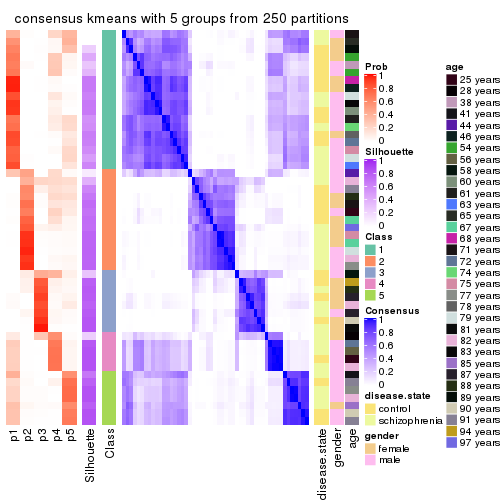 consensus kmeans with 5 groups from 250 partitions
p1
p2
p3
p4
p5
Silhouette
Class
disease.state
gender
age
Prob
1
0.8
0.6
0.4
0.2
0
Silhouette
1
0.8
0.6
0.4
0.2
0
Class
1
2
3
4
5
Consensus
1
0.8
0.6
0.4
0.2
0
disease.state
control
schizophrenia
gender
female
male
age
25 years
28 years
38 years
41 years
44 years
46 years
54 years
56 years
58 years
60 years
61 years
63 years
65 years
67 years
68 years
71 years
72 years
74 years
75 years
77 years
78 years
79 years
81 years
82 years
83 years
85 years
87 years
88 years
89 years
90 years
91 years
94 years
97 years